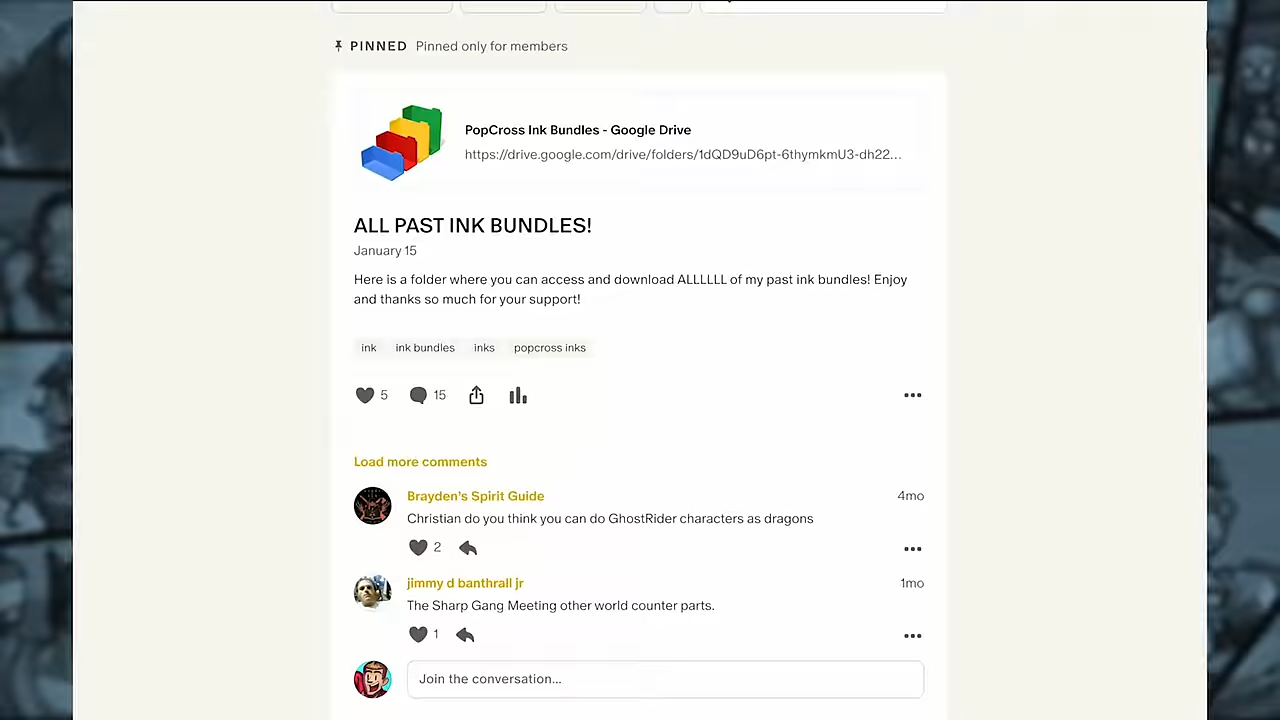 PINNED Pinned only for members
PopCross Ink Bundles - Google Drive
https://drive.google.com/drive/folders/1dQD9uD6pt-6thymkmU3-dh22...
ALL PAST INK BUNDLES!
January 15
Here is a folder where you can access and download ALLLLLL of my past ink bundles! Enjoy
and thanks so much for your support!
ink ink bundles inks popcross inks
5 15
Load more comments
Brayden's Spirit Guide 4mo
Christian do you think you can do GhostRider characters as dragons
2
jimmy d banthrall jr 1mo
The Sharp Gang Meeting other world counter parts.
1
Join the conversation...